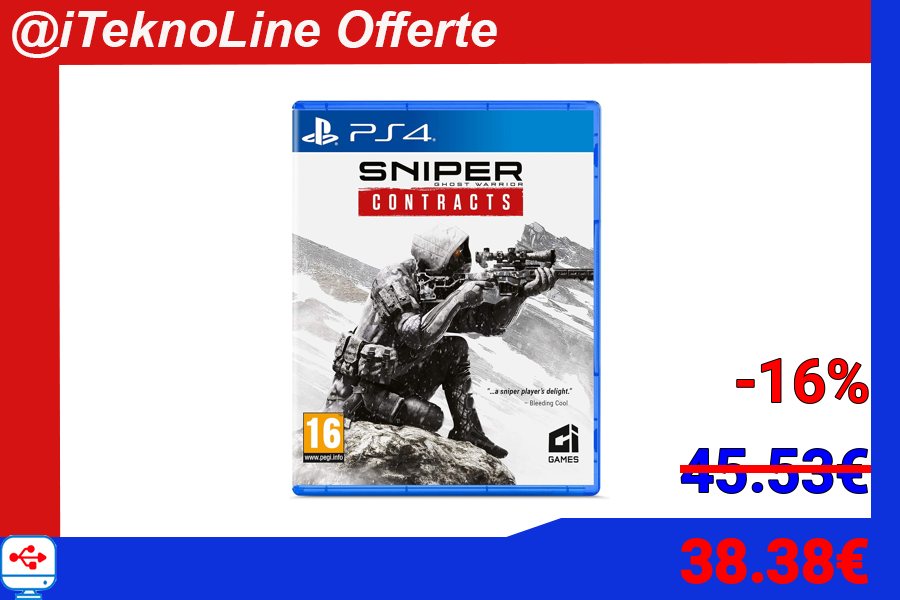 @iTeknoLine Offerte
PS4
SNIPER
GHOST WARRIOR
CONTRACTS
"...a sniper player's delight."
- Bleeding Cool
16
www.pegi.info
CI
GAMES
-16%
45.53€
38.38€